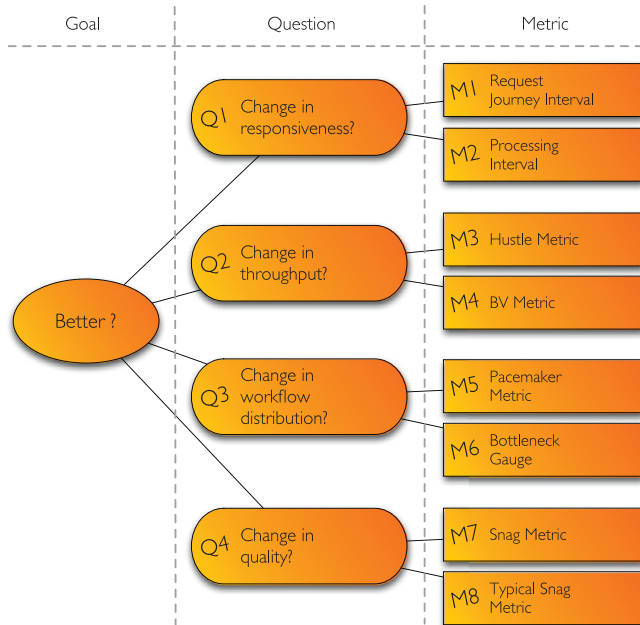 Goal Question Metric
Better ?
Q1 Change in
responsiveness?
M1 Request
Journey Interval
M2 Processing
Interval
Q2 Change in
throughput?
M3 Hustle Metric
M4 BV Metric
Q3 Change in
workflow
distribution?
M5 Pacemaker
Metric
M6 Bottleneck
Gauge
Q4 Change in
quality?
M7 Snag Metric
M8 Typical Snag
Metric